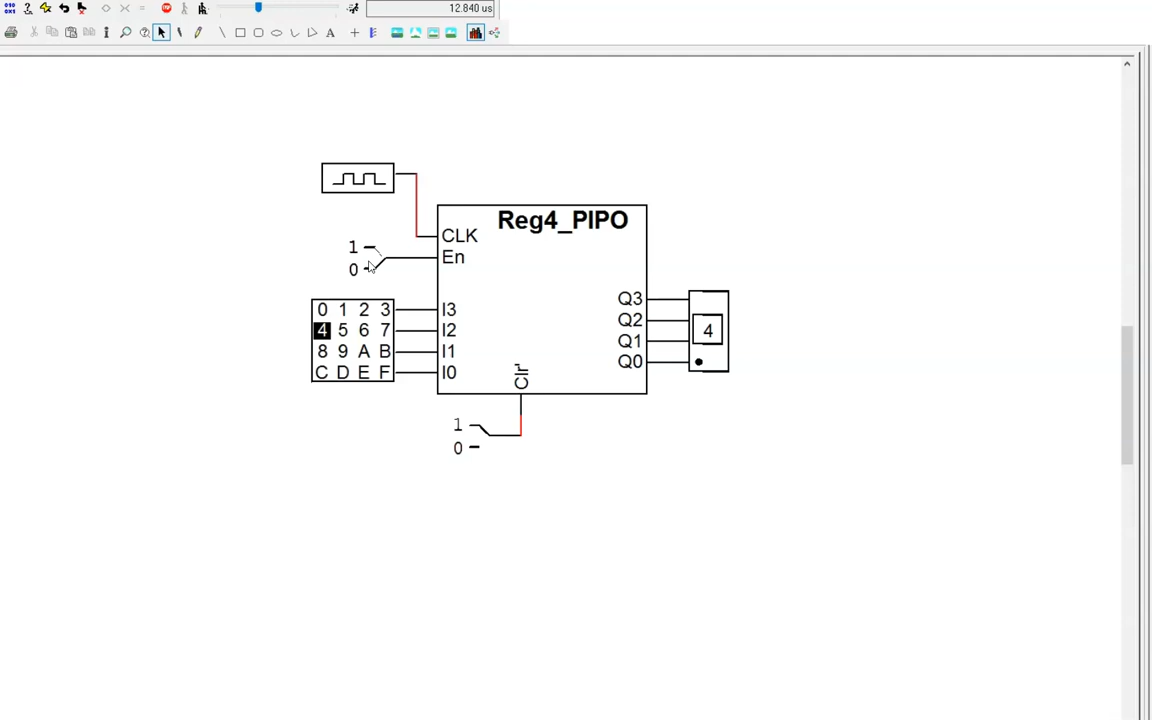 12.840 us
A
Reg4_PIPO
CLK
1
En
0
0 1 2 3
I3
Q3
4 5 6 7
I2
Q2
4
8 9 A B
I1
Q1
C D E F
I0
Q0
Clr
1
0